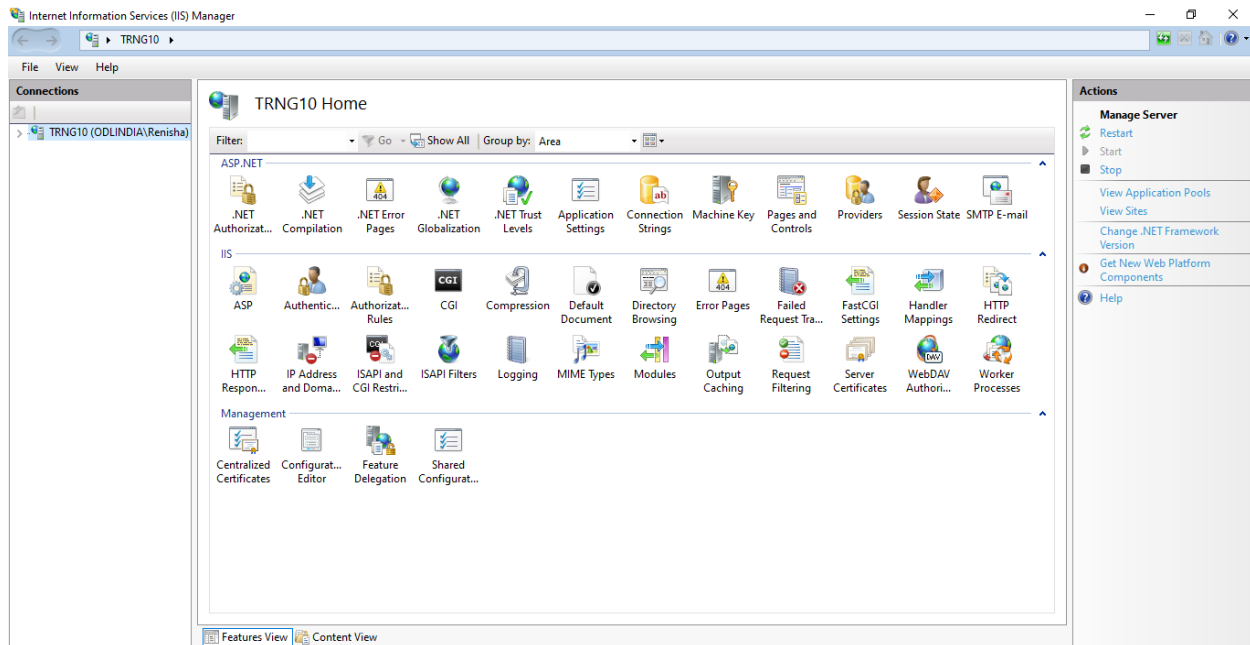 Internet Information Services (IIS) Manager
TRNG10
File View Help
Connections
TRNG10 (ODLINDIA\Renisha)
TRNG10 Home
Filter: Go Show All Group by: Area
ASP.NET
.NET Authorizat...
.NET Compilation
.NET Error Pages
.NET Globalization
.NET Trust Levels
Application Settings
Connection Strings
Machine Key
Pages and Controls
Providers
Session State
SMTP E-mail
IIS
ASP
Authentic...
Authorizat... Rules
CGI
CGI
Compression
Default Document
Directory Browsing
Error Pages
Failed Request Tra...
FastCGI Settings
Handler Mappings
HTTP Redirect
HTTP Respon...
IP Address and Doma...
ISAPI and CGI Restri...
ISAPI Filters
Logging
MIME Types
Modules
Output Caching
Request Filtering
Server Certificates
WebDAV Authori...
Worker Processes
Management
Centralized Certificates
Configurat... Editor
Feature Delegation
Shared Configurat...
Features View Content View
Actions
Manage Server
Restart
Start
Stop
View Application Pools
View Sites
Change .NET Framework
Version
Get New Web Platform
Components
Help